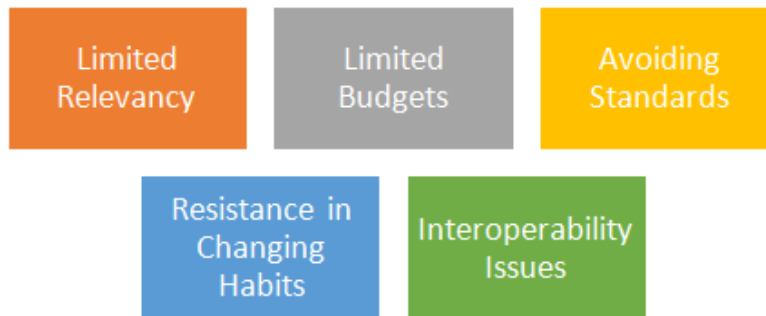 Limited
Relevancy
Limited
Budgets
Avoiding
Standards
Resistance in
Changing
Habits
Interoperability
Issues